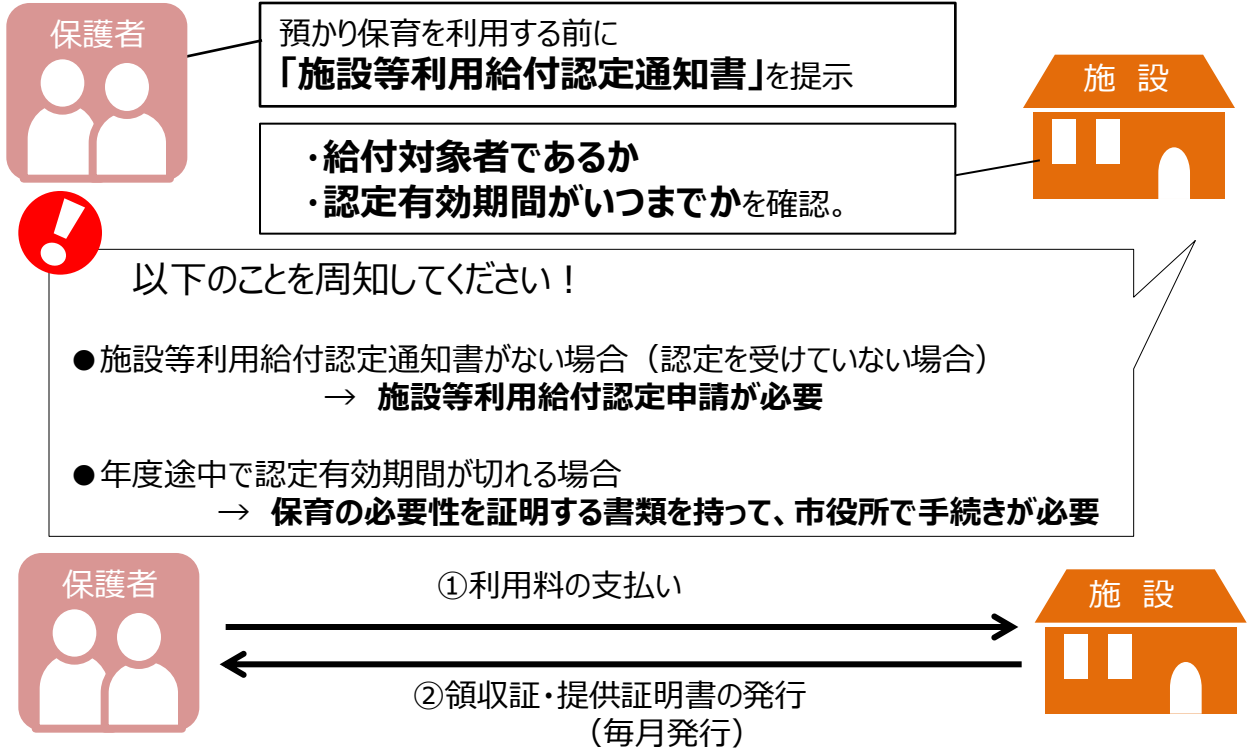 保護者
預かり保育を利用する前に
「施設等利用給付認定通知書」を提示
施 設
・給付対象者であるか
・認定有効期間がいつまでかを確認。
以下のことを周知してください！
●施設等利用給付認定通知書がない場合（認定を受けていない場合）
→ 施設等利用給付認定申請が必要
●年度途中で認定有効期間が切れる場合
→ 保育の必要性を証明する書類を持って、市役所で手続きが必要
保護者
①利用料の支払い
施 設
②領収証・提供証明書の発行
（毎月発行）